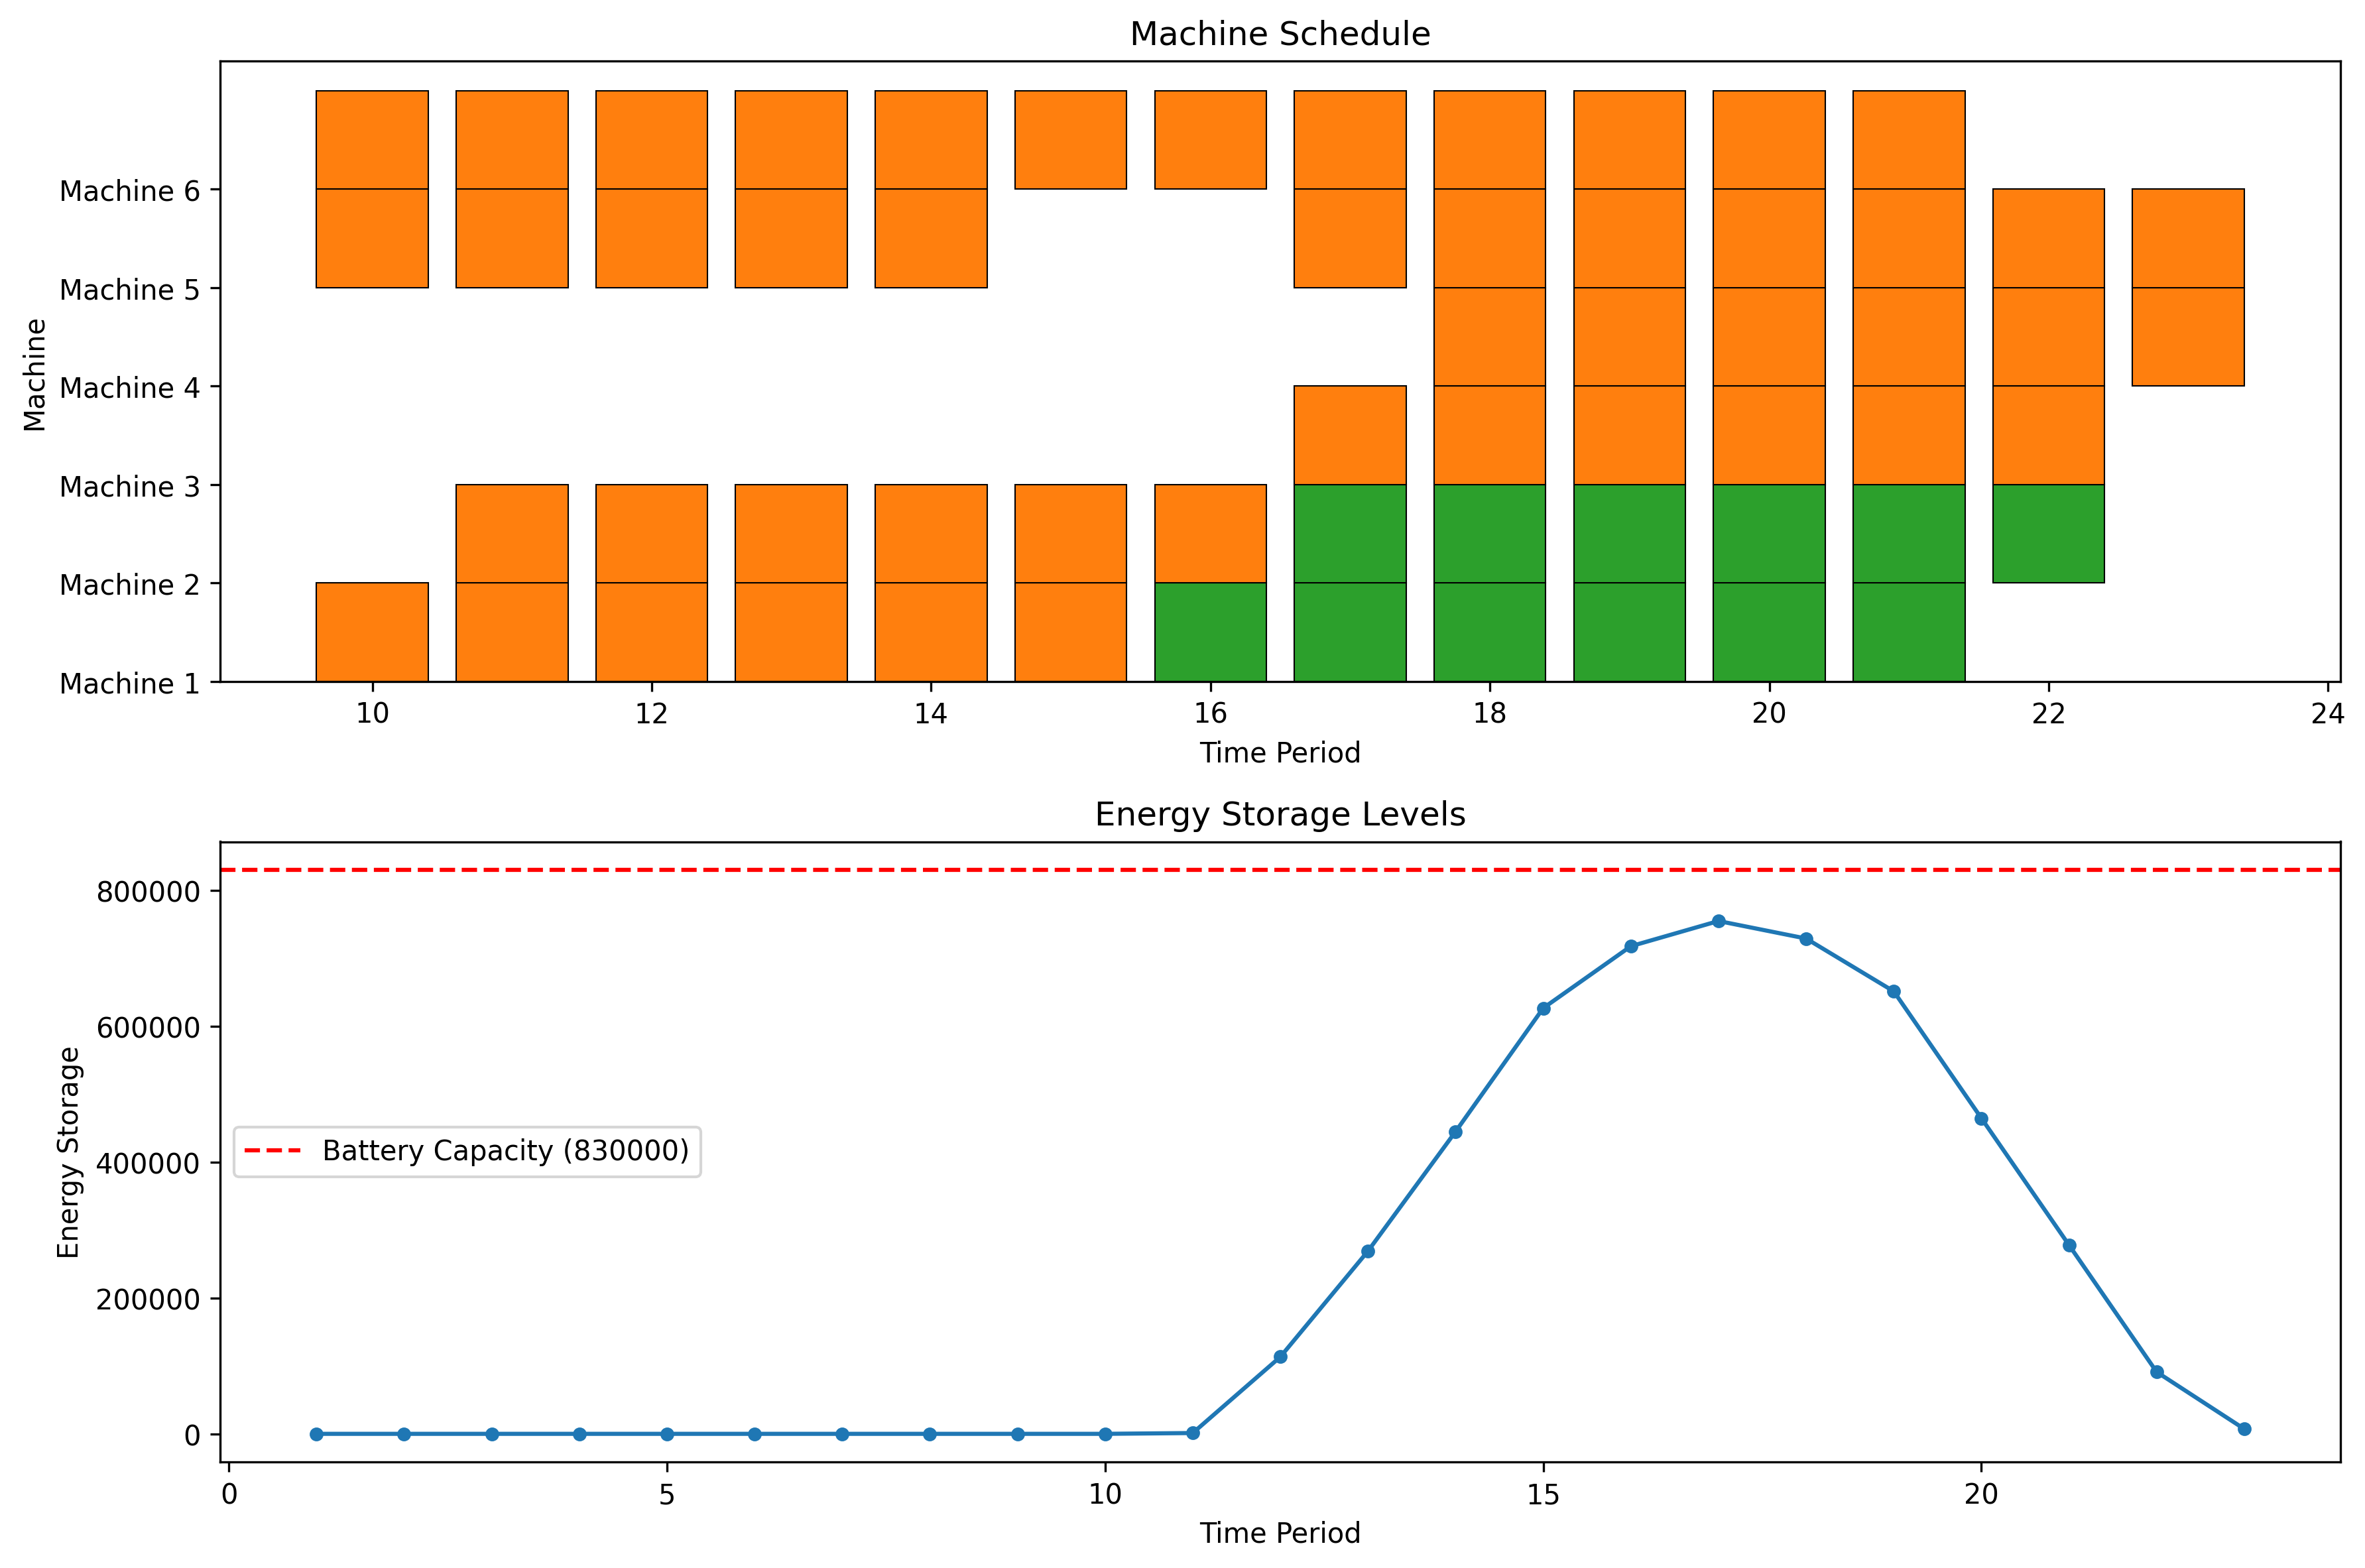 Machine Schedule
Machine
Machine 6
Machine 5
Machine 4
Machine 3
Machine 2
Machine 1
10 12 14 16 18 20 22 24
Time Period
Energy Storage Levels
Energy Storage
800000
600000
400000
200000
0
Battery Capacity (830000)
0 5 10 15 20
Time Period